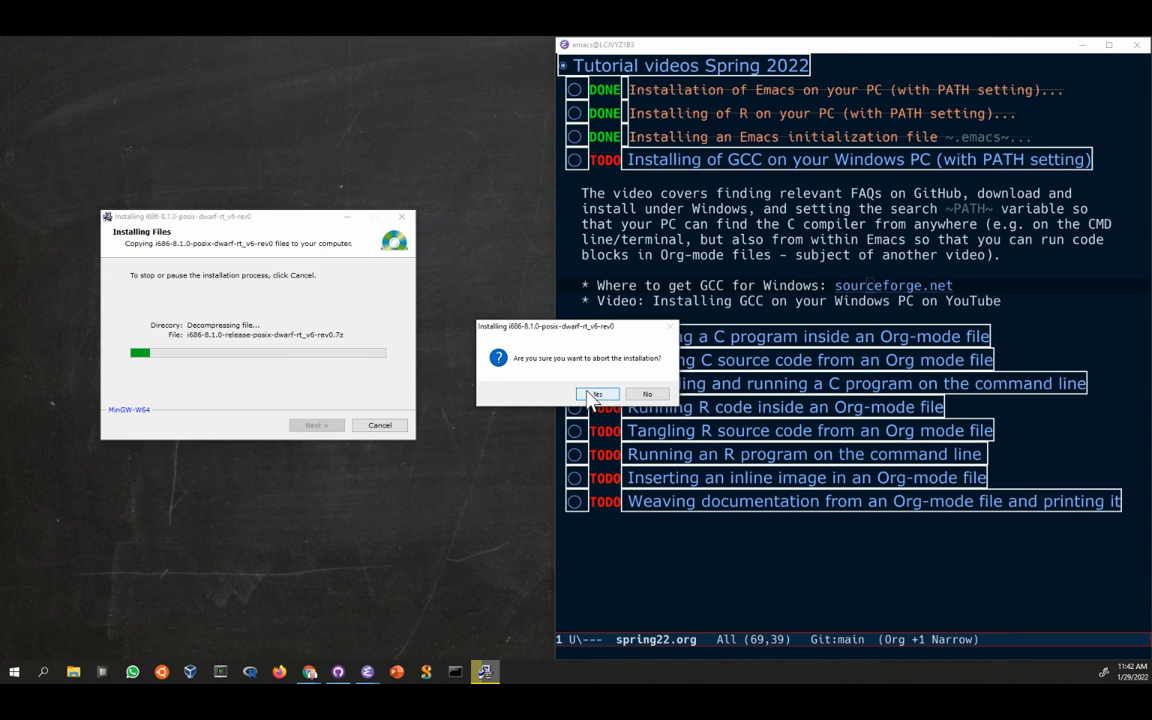 Installing i686-8.1.0-posix-dwarf-rt_v6-rev0
Installing Files
Copying i686-8.1.0-posix-dwarf-rt_v6-rev0 files to your computer.
To stop or pause the installation process, click Cancel.
Direcory: Decompressing file...
File: i686-8.1.0-release-posix-dwarf-rt_v6-rev0.7z
MinGW-W64
Next >
Cancel
Installing i686-8.1.0-posix-dwarf-rt_v6-rev0
Are you sure you want to abort the installation?
Yes
No
emacs@LCJVYZ1B3
Tutorial videos Spring 2022
DONE Installation of Emacs on your PC (with PATH setting)...
DONE Installing of R on your PC (with PATH setting)...
DONE Installing an Emacs initialization file ~.emacs~...
TODO Installing of GCC on your Windows PC (with PATH setting)
The video covers finding relevant FAQs on GitHub, download and
install under Windows, and setting the search ~PATH~ variable so
that your PC can find the C compiler from anywhere (e.g. on the CMD
line/terminal, but also from within Emacs so that you can run code
blocks in Org-mode files - subject of another video).
* Where to get GCC for Windows: sourceforge.net
* Video: Installing GCC on your Windows PC on YouTube
g a C program inside an Org-mode file
ng C source code from an Org mode file
ling and running a C program on the command line
TODO Running R code inside an Org-mode file
TODO Tangling R source code from an Org mode file
TODO Running an R program on the command line
TODO Inserting an inline image in an Org-mode file
TODO Weaving documentation from an Org-mode file and printing it
1 U\--- spring22.org All (69,39) Git:main (Org +1 Narrow)
11:42 AM
1/29/2022